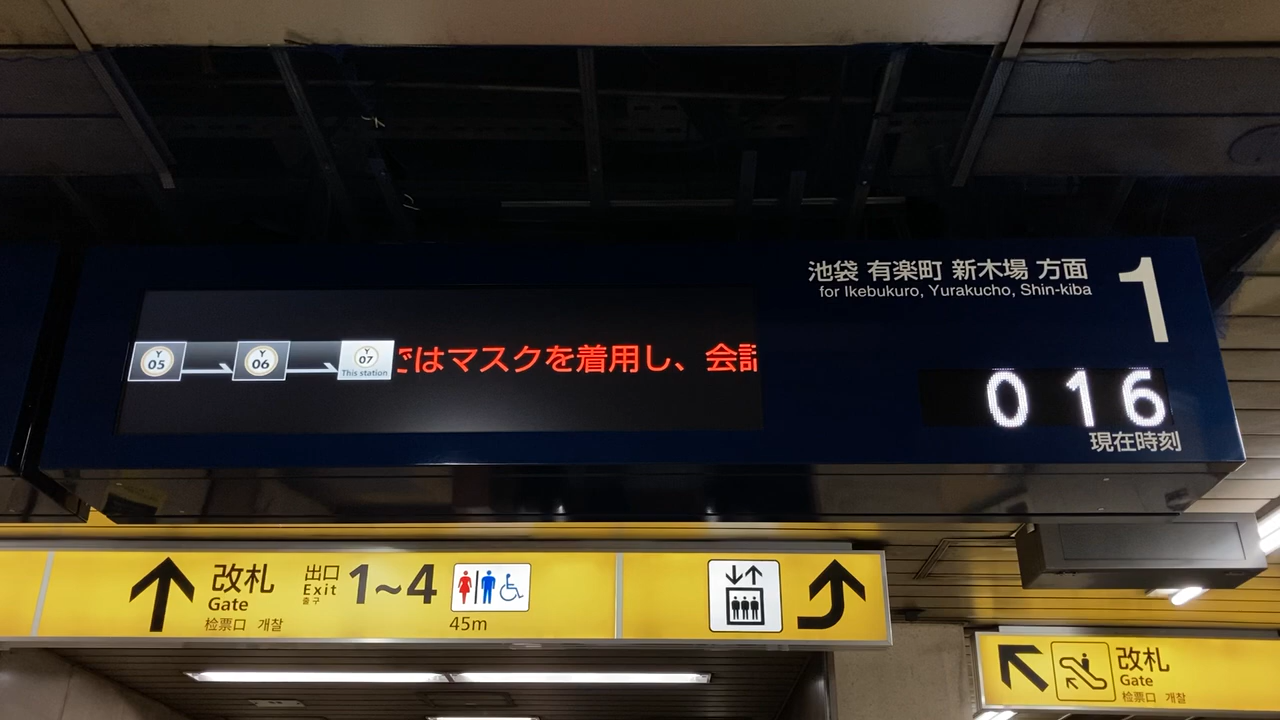 池袋 有楽町 新木場 方面
for Ikebukuro, Yurakucho, Shin-kiba
1
Y
05
Y
06
Y
07
This station
ではマスクを着用し、会話
0 16
現在時刻
改札
Gate
检票口 개찰
出口
Exit
출구
1~4
45m
改札
Gate
检票口 개찰